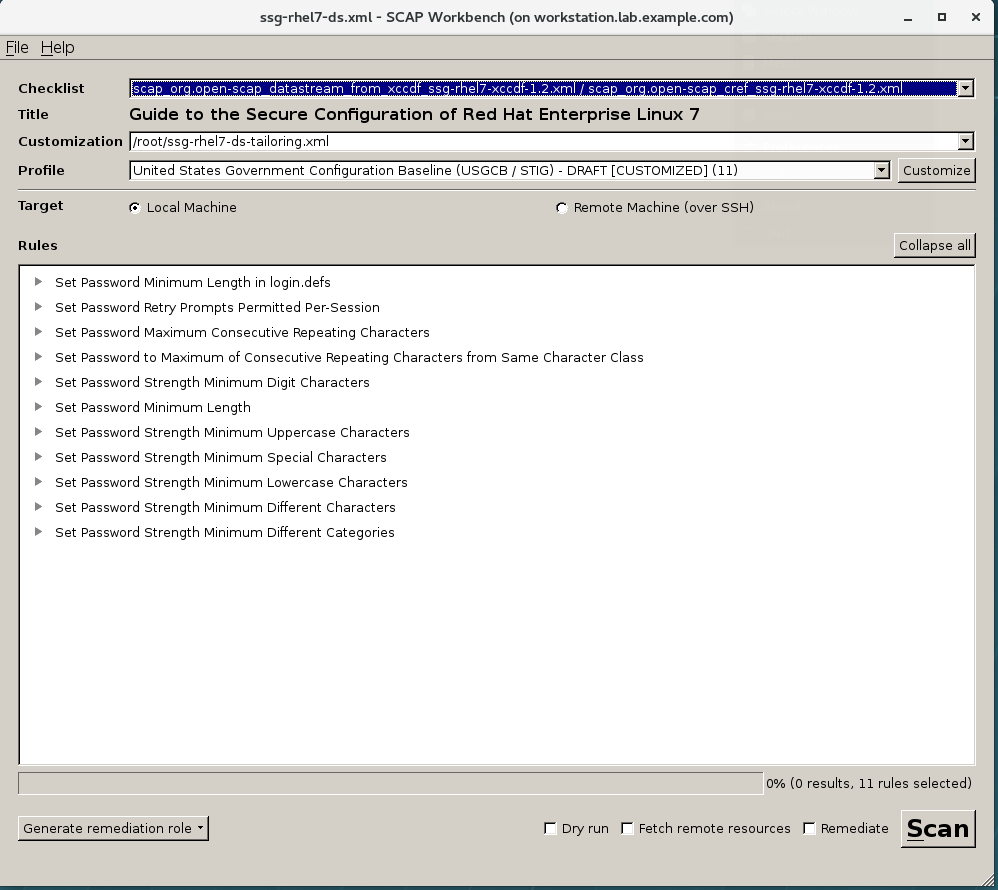 ssg-rhel7-ds.xml - SCAP Workbench (on workstation.lab.example.com)
File Help
Checklist scap_org.open-scap_datastream_from_xccdf_ssg-rhel7-xccdf-1.2.xml / scap_org.open-scap_cref_ssg-rhel7-xccdf-1.2.xml
Title Guide to the Secure Configuration of Red Hat Enterprise Linux 7
Customization /root/ssg-rhel7-ds-tailoring.xml
Profile United States Government Configuration Baseline (USGCB / STIG) - DRAFT [CUSTOMIZED] (11) Customize
Target Local Machine Remote Machine (over SSH)
Rules Collapse all
Set Password Minimum Length in login.defs
Set Password Retry Prompts Permitted Per-Session
Set Password Maximum Consecutive Repeating Characters
Set Password to Maximum of Consecutive Repeating Characters from Same Character Class
Set Password Strength Minimum Digit Characters
Set Password Minimum Length
Set Password Strength Minimum Uppercase Characters
Set Password Strength Minimum Special Characters
Set Password Strength Minimum Lowercase Characters
Set Password Strength Minimum Different Characters
Set Password Strength Minimum Different Categories
0% (0 results, 11 rules selected)
Generate remediation role Dry run Fetch remote resources Remediate Scan